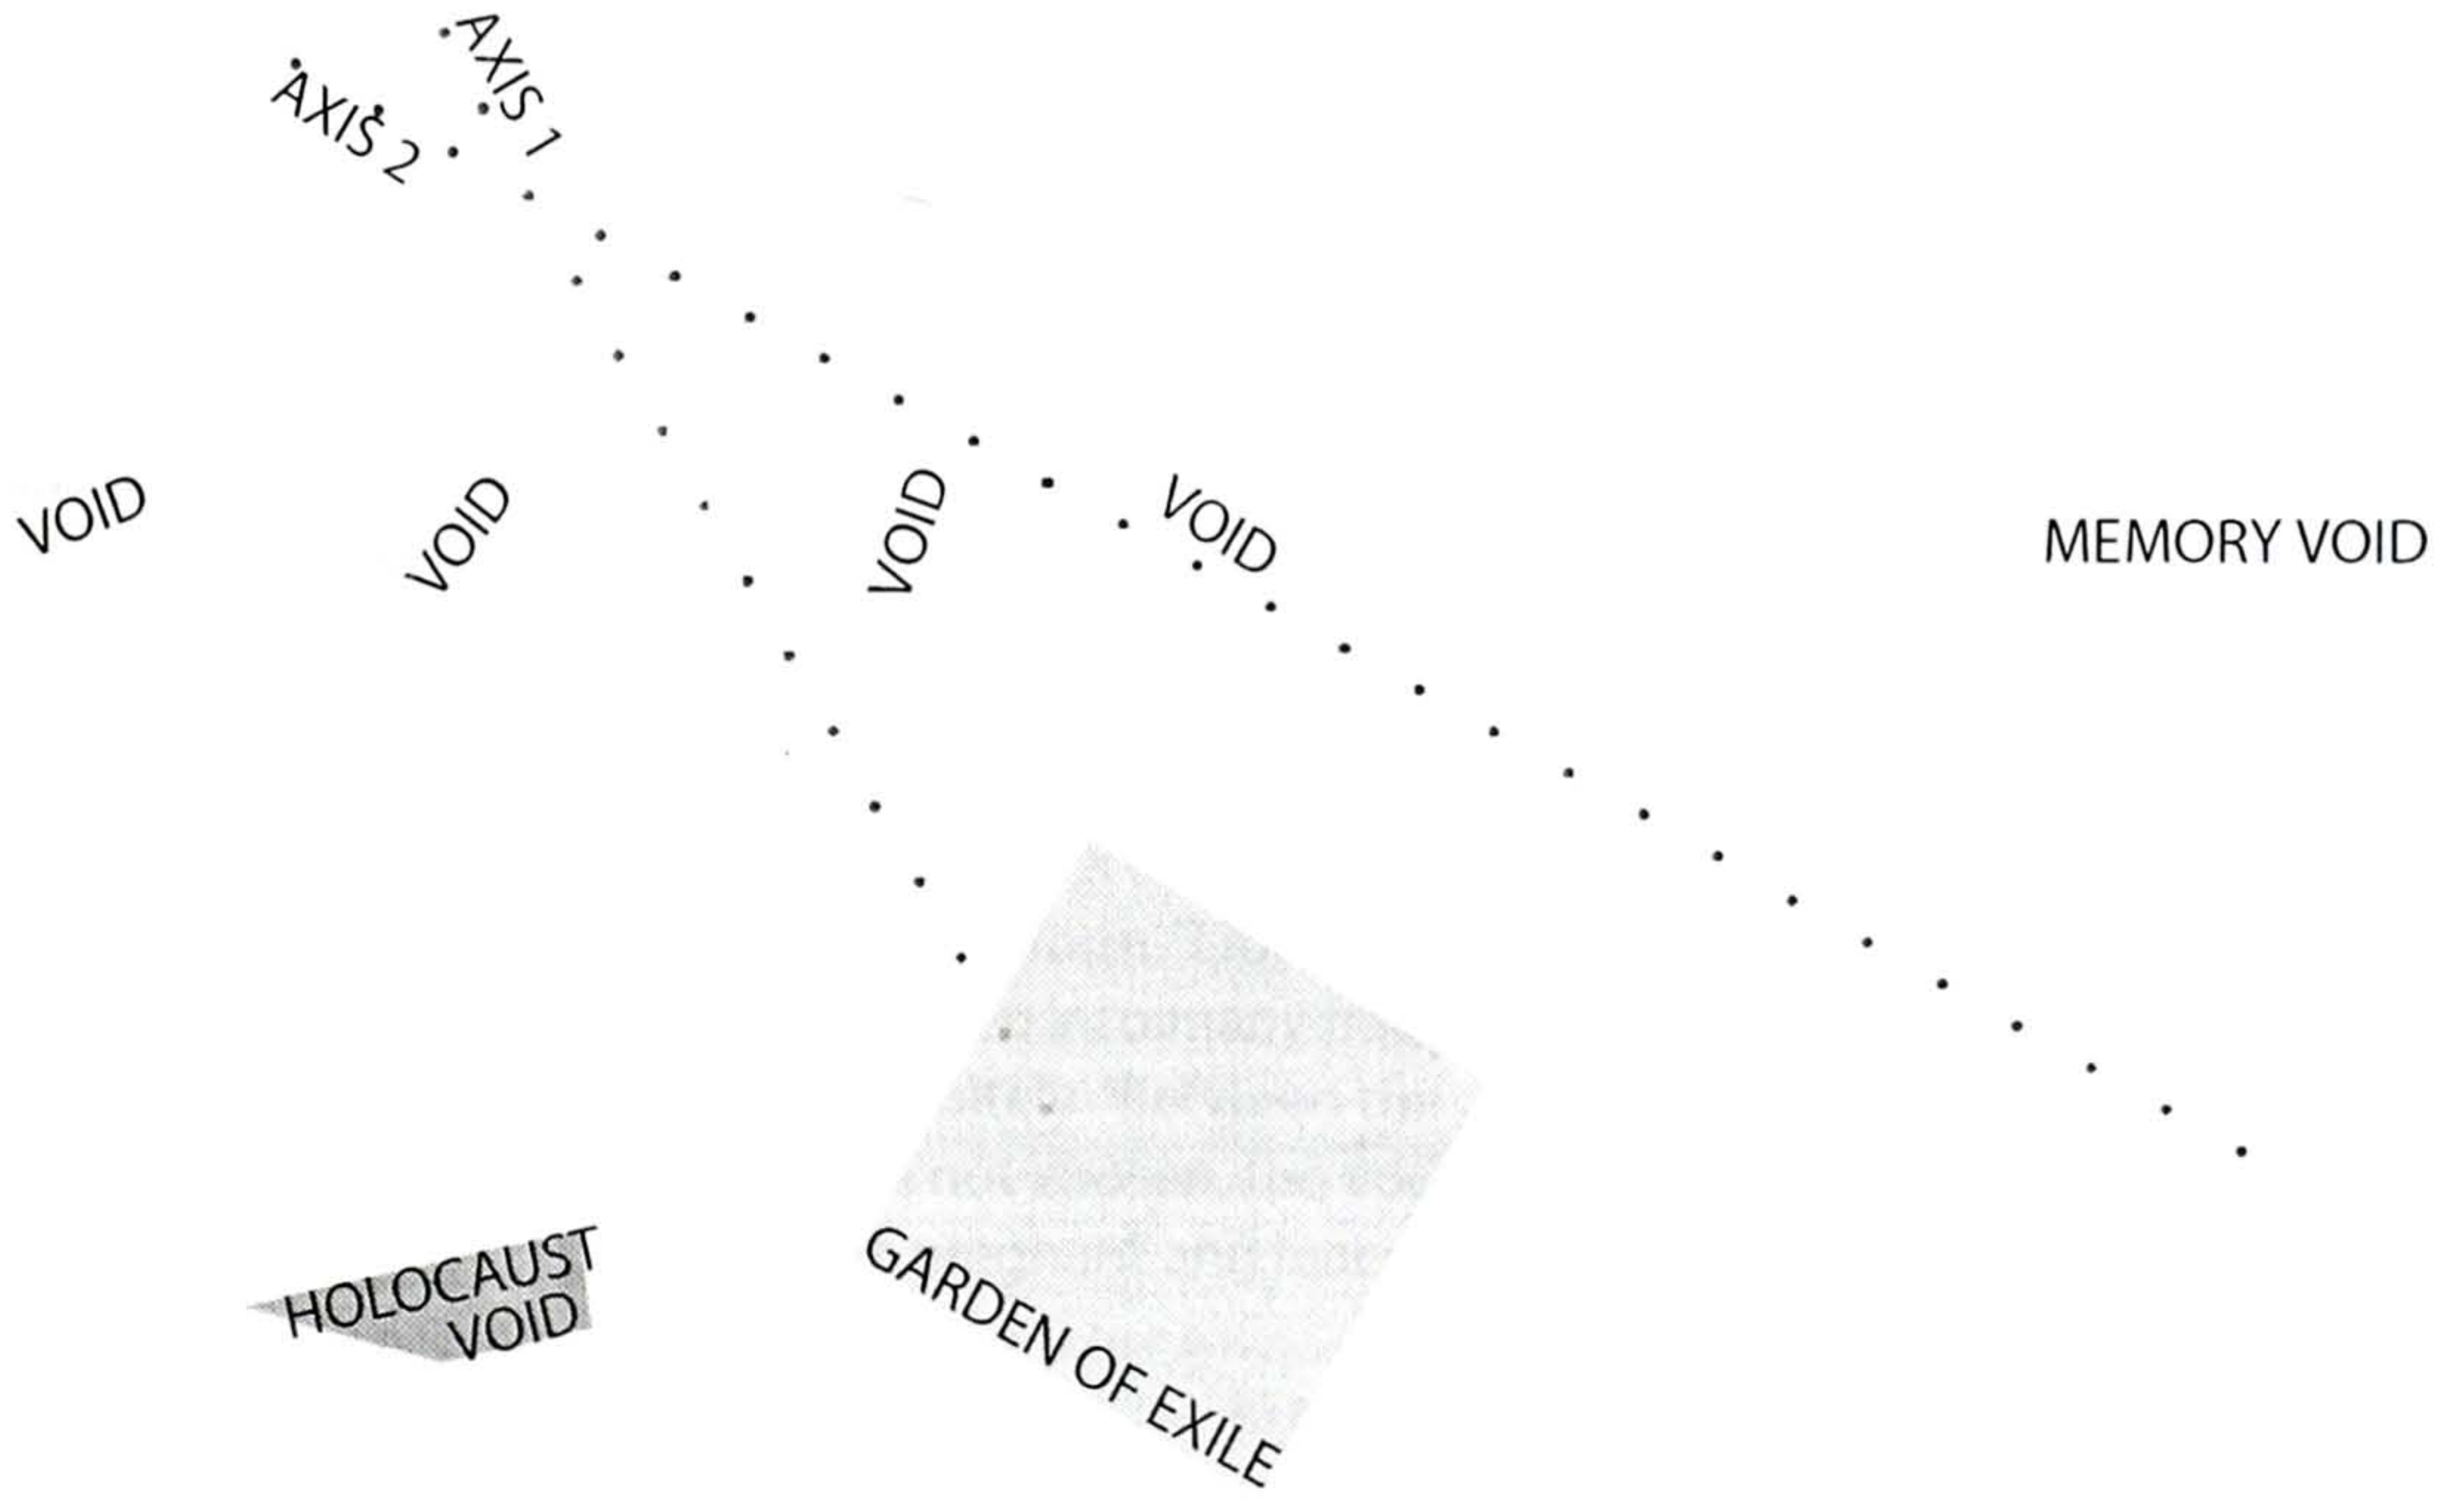 AXIS 1
AXIS 2
VOID
VOID
VOID
VOID
MEMORY VOID
HOLOCAUST
VOID
GARDEN OF EXILE